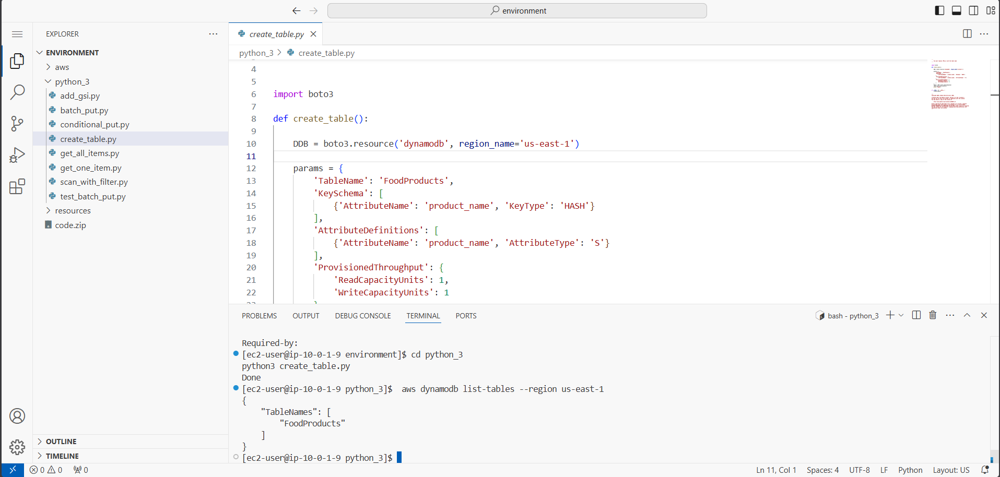 environment
EXPLORER
ENVIRONMENT
aws
python_3
add_gsi.py
batch_put.py
conditional_put.py
create_table.py
get_all_items.py
get_one_item.py
scan_with_filter.py
test_batch_put.py
resources
code.zip
OUTLINE
TIMELINE
create_table.py
python_3 > create_table.py
4
5
6 import boto3
7
8 def create_table():
9
10 DDB = boto3.resource('dynamodb', region_name='us-east-1')
11
12 params = {
13 'TableName': 'FoodProducts',
14 'KeySchema': [
15 {'AttributeName': 'product_name', 'KeyType': 'HASH'}
16 ],
17 'AttributeDefinitions': [
18 {'AttributeName': 'product_name', 'AttributeType': 'S'}
19 ],
20 'ProvisionedThroughput': {
21 'ReadCapacityUnits': 1,
22 'WriteCapacityUnits': 1
PROBLEMS OUTPUT DEBUG CONSOLE TERMINAL PORTS
bash - python_3
Required-by:
[ec2-user@ip-10-0-1-9 environment]$ cd python_3
python3 create_table.py
Done
[ec2-user@ip-10-0-1-9 python_3]$  aws dynamodb list-tables --region us-east-1
{
"TableNames": [
"FoodProducts"
]
}
[ec2-user@ip-10-0-1-9 python_3]$
0 0 0
Ln 11, Col 1 Spaces: 4 UTF-8 LF Python Layout: US